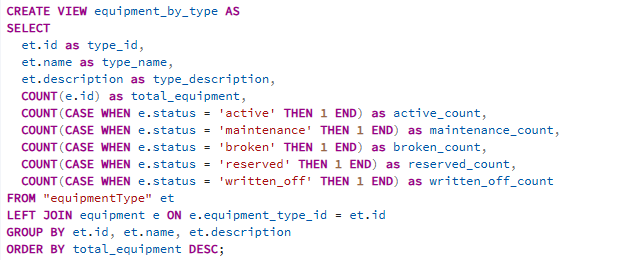 CREATE VIEW equipment_by_type AS
SELECT
  et.id as type_id,
  et.name as type_name,
  et.description as type_description,
  COUNT(e.id) as total_equipment,
  COUNT(CASE WHEN e.status = 'active' THEN 1 END) as active_count,
  COUNT(CASE WHEN e.status = 'maintenance' THEN 1 END) as maintenance_count,
  COUNT(CASE WHEN e.status = 'broken' THEN 1 END) as broken_count,
  COUNT(CASE WHEN e.status = 'reserved' THEN 1 END) as reserved_count,
  COUNT(CASE WHEN e.status = 'written_off' THEN 1 END) as written_off_count
FROM "equipmentType" et
LEFT JOIN equipment e ON e.equipment_type_id = et.id
GROUP BY et.id, et.name, et.description
ORDER BY total_equipment DESC;